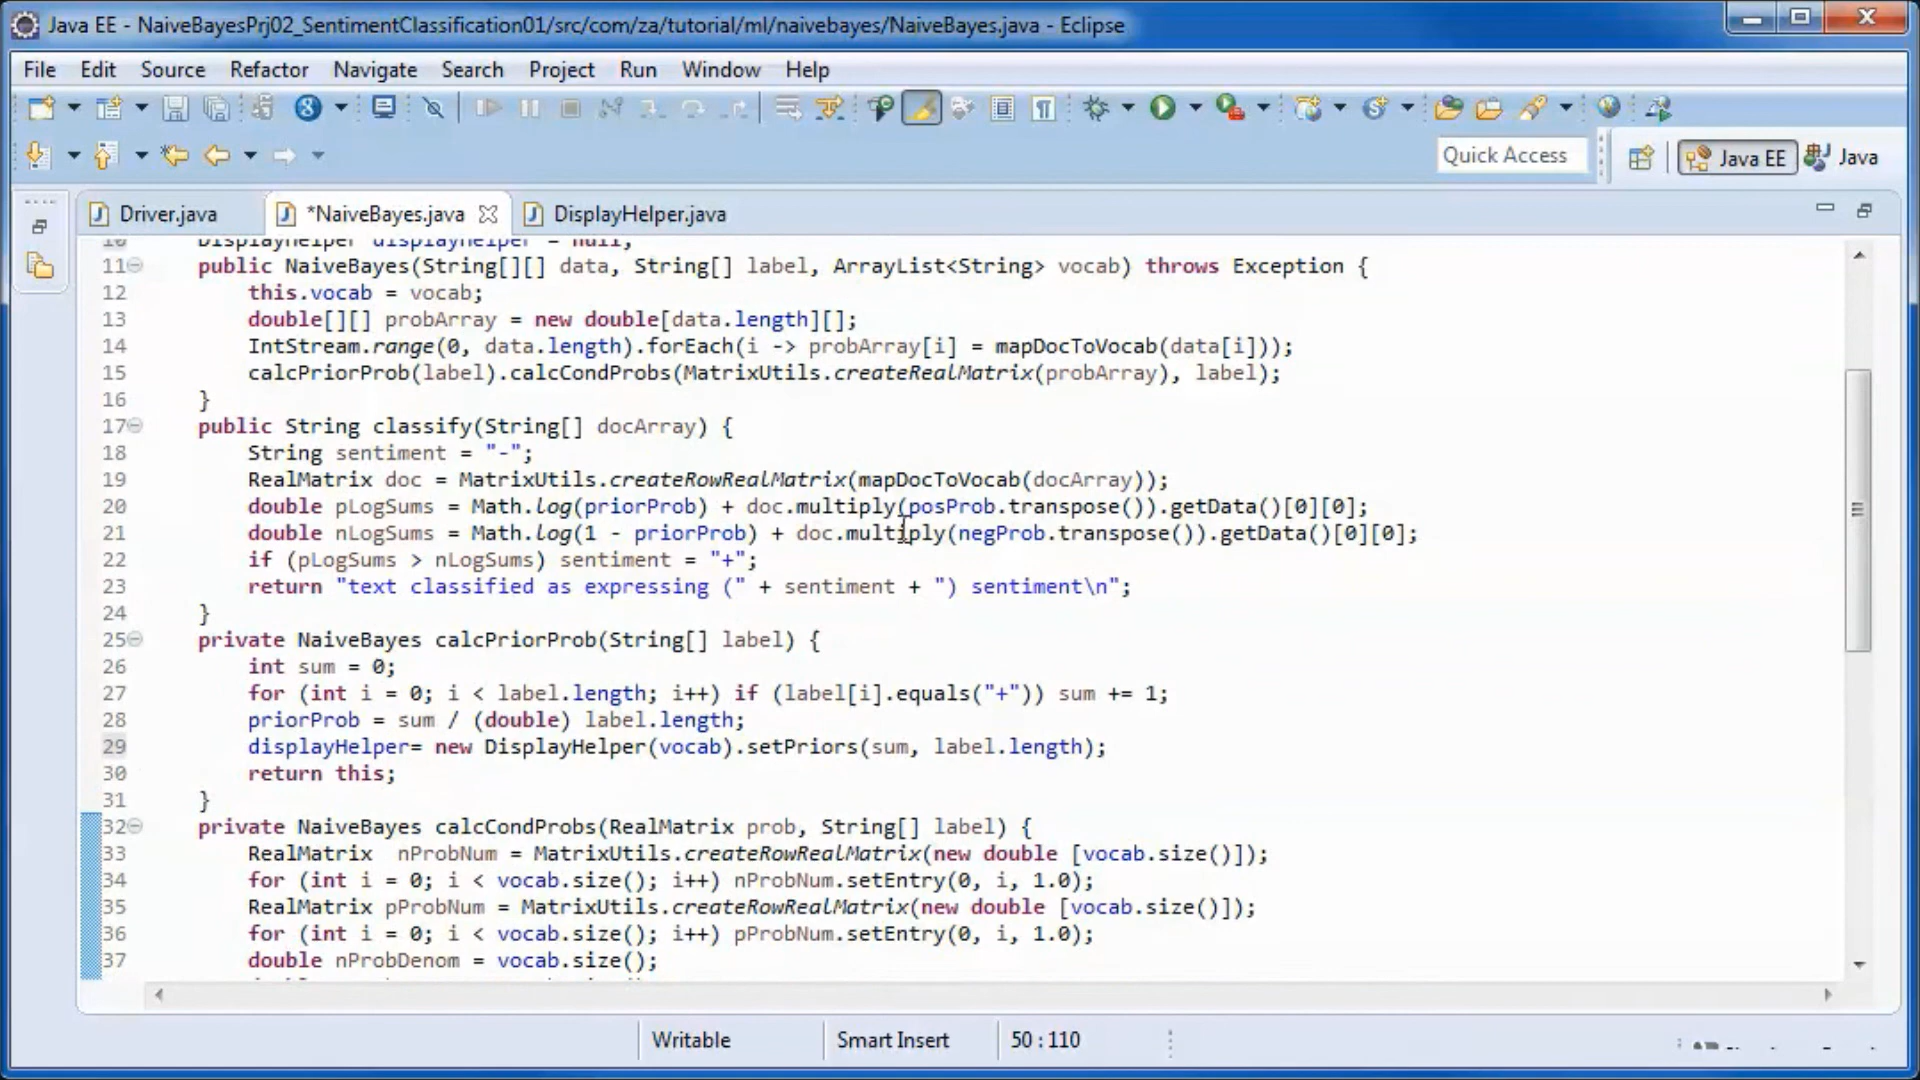 Java EE - NaiveBayesPrj02_SentimentClassification01/src/com/za/tutorial/ml/naivebayes/NaiveBayes.java - Eclipse
File Edit Source Refactor Navigate Search Project Run Window Help
Quick Access Java EE Java
Driver.java *NaiveBayes.java DisplayHelper.java
10 DisplayHelper displayHelper = null;
11 public NaiveBayes(String[][] data, String[] label, ArrayList<String> vocab) throws Exception {
12 this.vocab = vocab;
13 double[][] probArray = new double[data.length][];
14 IntStream.range(0, data.length).forEach(i -> probArray[i] = mapDocToVocab(data[i]));
15 calcPriorProb(label).calcCondProbs(MatrixUtils.createRealMatrix(probArray), label);
16 }
17 public String classify(String[] docArray) {
18 String sentiment = "-";
19 RealMatrix doc = MatrixUtils.createRowRealMatrix(mapDocToVocab(docArray));
20 double pLogSums = Math.log(priorProb) + doc.multiply(posProb.transpose()).getData()[0][0];
21 double nLogSums = Math.log(1 - priorProb) + doc.multiply(negProb.transpose()).getData()[0][0];
22 if (pLogSums > nLogSums) sentiment = "+";
23 return "text classified as expressing (" + sentiment + ") sentiment\n";
24 }
25 private NaiveBayes calcPriorProb(String[] label) {
26 int sum = 0;
27 for (int i = 0; i < label.length; i++) if (label[i].equals("+")) sum += 1;
28 priorProb = sum / (double) label.length;
29 displayHelper= new DisplayHelper(vocab).setPriors(sum, label.length);
30 return this;
31 }
32 private NaiveBayes calcCondProbs(RealMatrix prob, String[] label) {
33 RealMatrix  nProbNum = MatrixUtils.createRowRealMatrix(new double [vocab.size()]);
34 for (int i = 0; i < vocab.size(); i++) nProbNum.setEntry(0, i, 1.0);
35 RealMatrix pProbNum = MatrixUtils.createRowRealMatrix(new double [vocab.size()]);
36 for (int i = 0; i < vocab.size(); i++) pProbNum.setEntry(0, i, 1.0);
37 double nProbDenom = vocab.size();
Writable Smart Insert 50 : 110